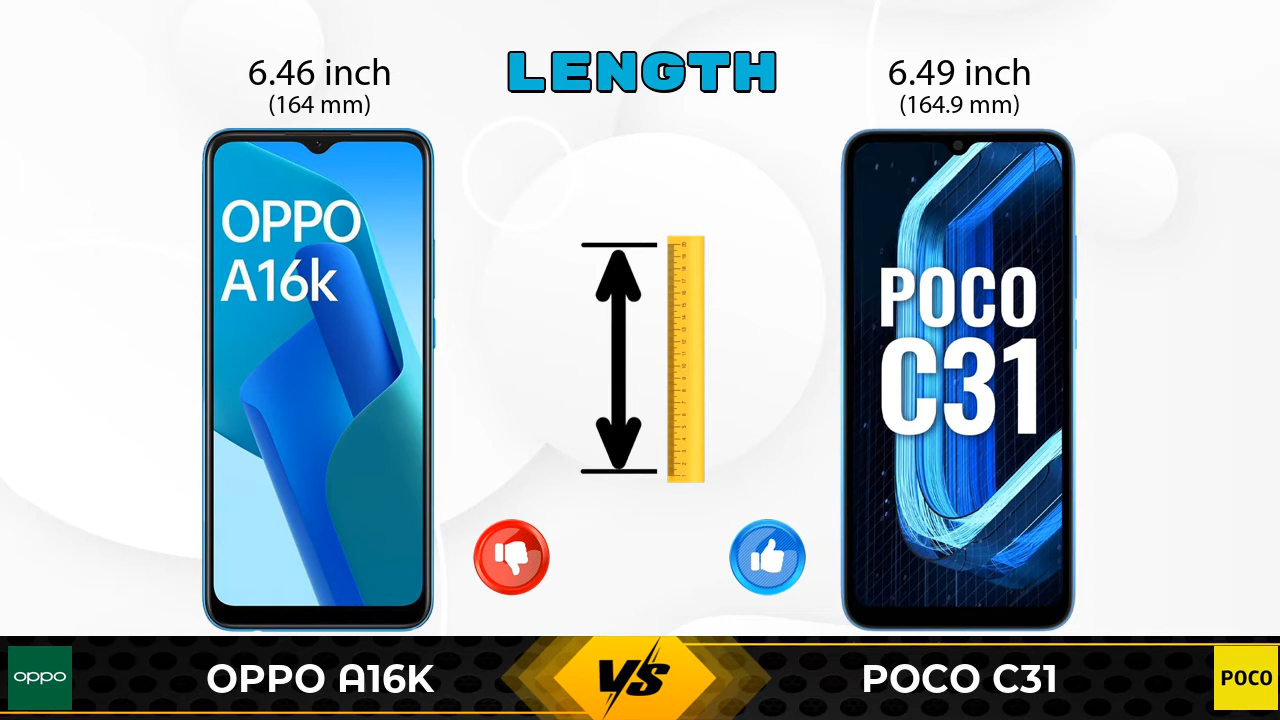 LENGTH
6.46 inch
(164 mm)
6.49 inch
(164.9 mm)
OPPO
A16k
POCO
C31
oppo
OPPO A16K
VS
POCO C31
POCO